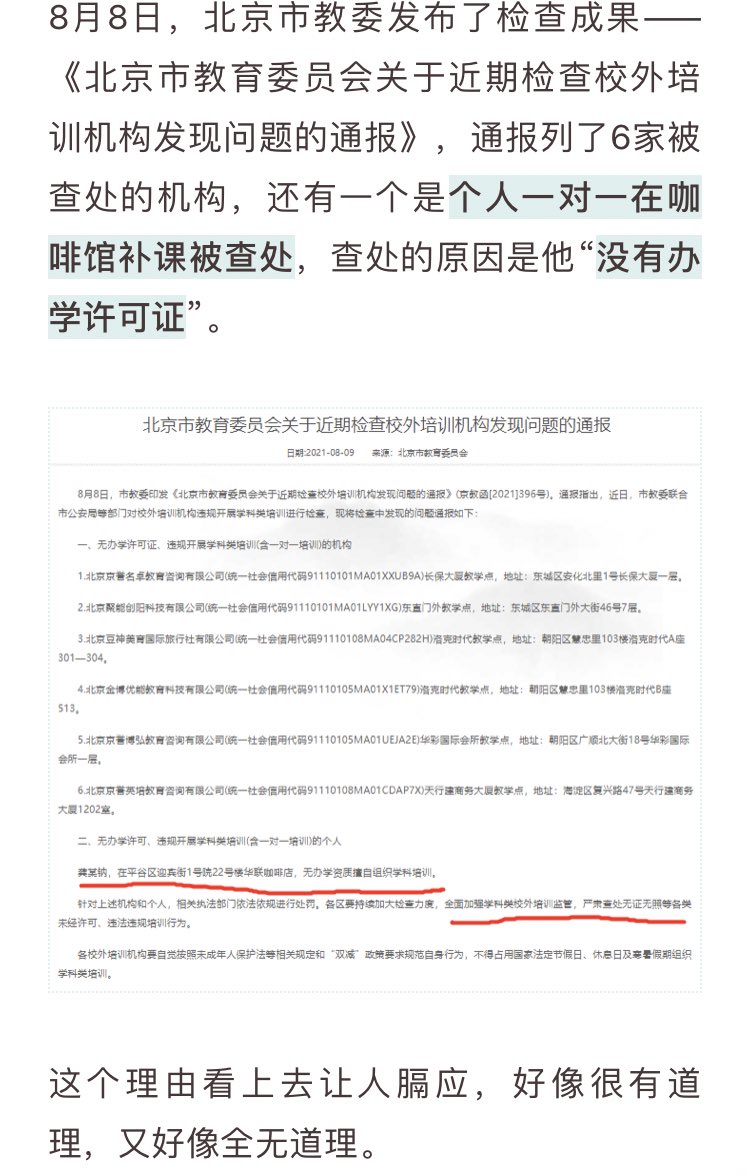 8月8日，北京市教委发布了检查成果——
《北京市教育委员会关于近期检查校外培
训机构发现问题的通报》，通报列了6家被
查处的机构，还有一个是个人一对一在咖
啡馆补课被查处，查处的原因是他“没有办
学许可证”。
北京市教育委员会关于近期检查校外培训机构发现问题的通报
日期:2021-08-09 来源：北京市教育委员会
8月8日，市教委印发《北京市教育委员会关于近期检查校外培训机构发现问题的通报》(京教函[2021]396号)。通报指出，近日，市教委联合
市公安局等部门对校外培训机构违规开展学科类培训进行检查，现将检查中发现的问题通报如下：
一、无办学许可证、违规开展学科类培训(含一对一培训)的机构
1.北京京誉名卓教育咨询有限公司(统一社会信用代码91110101MA01XXUB9A)长保大厦教学点，地址：东城区安化北里1号长保大厦一层。
2.北京聚能创阳科技有限公司(统一社会信用代码91110101MA01LYY1XG)东直门外教学点，地址：东城区东直门外大街46号7层。
3.北京豆神美育国际旅行社有限公司(统一社会信用代码91110108MA04CP282H)洛克时代教学点，地址：朝阳区慧忠里103楼洛克时代A座
301—304。
4.北京金博优能教育科技有限公司(统一社会信用代码91110105MA01X1ET79)洛克时代教学点，地址：朝阳区慧忠里103楼洛克时代B座
513。
5.北京京誉博弘教育咨询有限公司(统一社会信用代码91110105MA01UEJA2E)华彩国际会所教学点，地址：朝阳区广顺北大街18号华彩国际
会所一层。
6.北京京誉英培教育咨询有限公司(统一社会信用代码91110108MA01CDAP7X)天行建商务大厦教学点，地址：海淀区复兴路47号天行建商务
大厦1202室。
二、无办学许可、违规开展学科类培训(含一对一培训)的个人
龚某钠，在平谷区迎宾街1号院22号楼华联咖啡店，无办学资质擅自组织学科培训。
针对上述机构和个人，相关执法部门依法依规进行处罚。各区要持续加大检查力度，全面加强学科类校外培训监管，严肃查处无证无照等各类
未经许可、违法违规培训行为。
各校外培训机构要自觉按照未成年人保护法等相关规定和“双减”政策要求规范自身行为，不得占用国家法定节假日、休息日及寒暑假期组织
学科类培训。
这个理由看上去让人膈应，好像很有道
理，又好像全无道理。